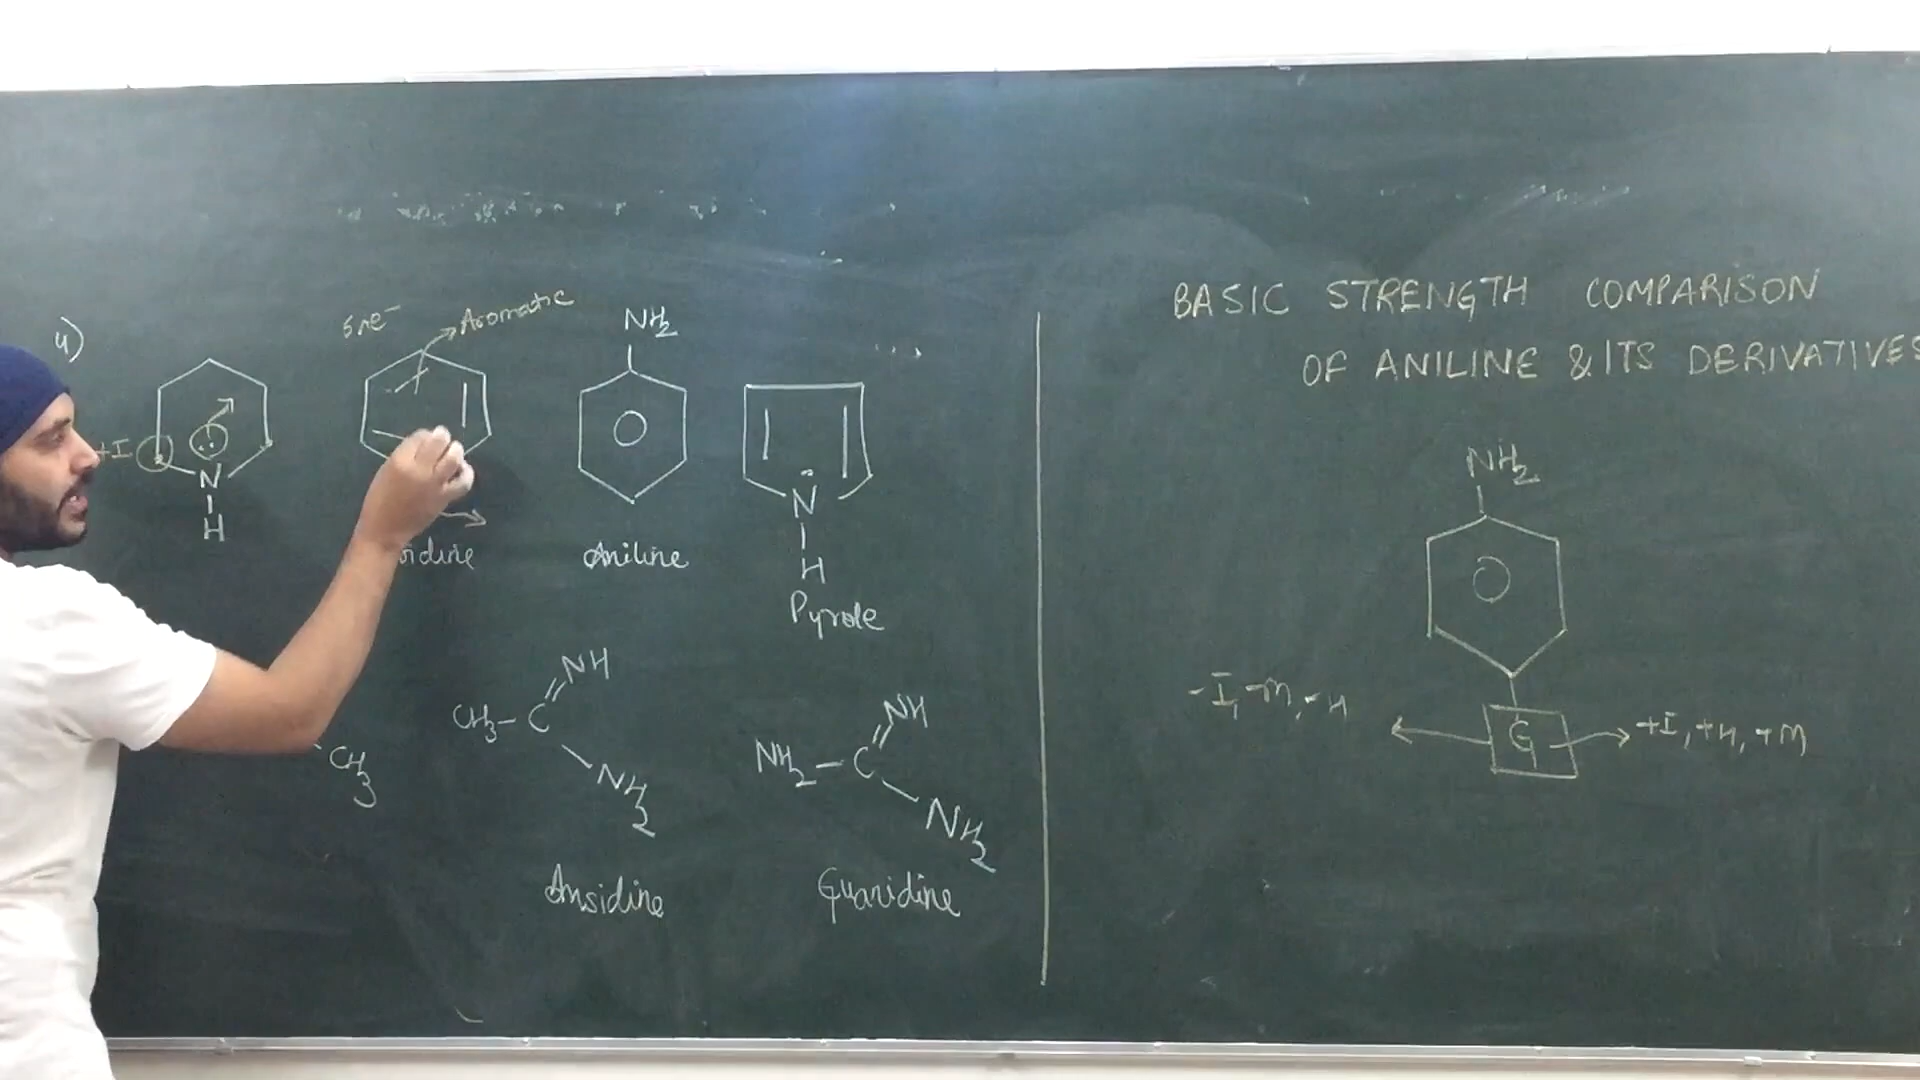 4)
6πe⁻
Aromatic
+I
N
H
idine
NH2
Aniline
N
H
Pyrole
CH3
CH3-C
NH
NH2
Amsidine
NH2-C
NH
NH2
Guanidine
BASIC STRENGTH COMPARISON
OF ANILINE & ITS DERIVATIVES
NH2
-I, -M, -H
G
+I, +H, +M